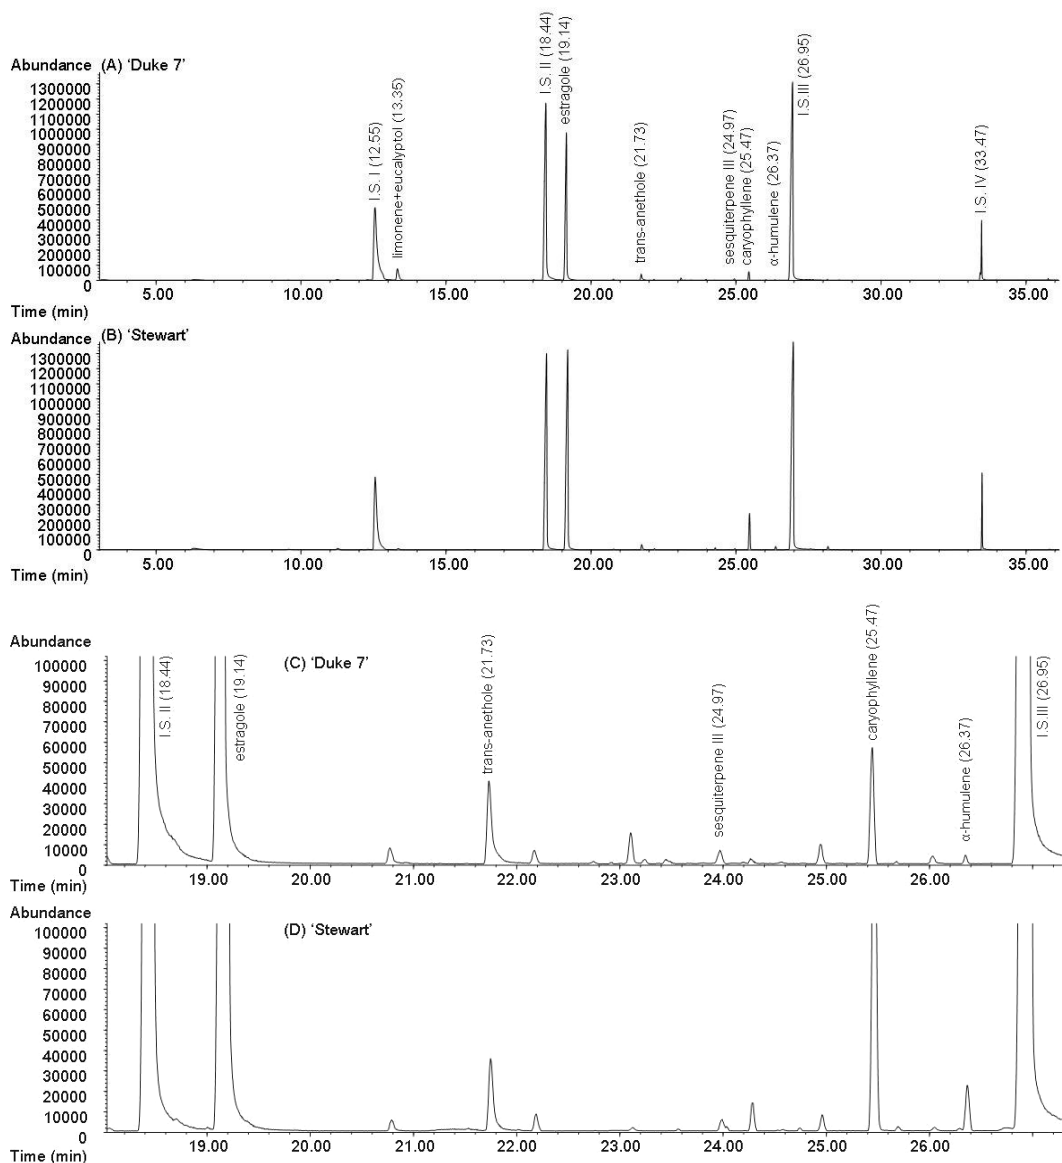 Abundance (A) 'Duke 7'
1300000
1200000
1100000
1000000
900000
800000
700000
600000
500000
400000
300000
200000
100000
0
I.S. I (12.55)
limonene+eucalyptol (13.35)
I.S. II (18.44)
estragole (19.14)
trans-anethole (21.73)
sesquiterpene III (24.97)
caryophyllene (25.47)
α-humulene (26.37)
I.S.III (26.95)
I.S. IV (33.47)
5.00 10.00 15.00 20.00 25.00 30.00 35.00
Time (min)
Abundance (B) 'Stewart'
1300000
1200000
1100000
1000000
900000
800000
700000
600000
500000
400000
300000
200000
100000
0
5.00 10.00 15.00 20.00 25.00 30.00 35.00
Time (min)
Abundance
(C) 'Duke 7'
100000
90000
80000
70000
60000
50000
40000
30000
20000
10000
0
I.S. II (18.44)
estragole (19.14)
trans-anethole (21.73)
sesquiterpene III (24.97)
caryophyllene (25.47)
α-humulene (26.37)
I.S.III (26.95)
19.00 20.00 21.00 22.00 23.00 24.00 25.00 26.00
Time (min)
Abundance
(D) 'Stewart'
100000
90000
80000
70000
60000
50000
40000
30000
20000
10000
0
19.00 20.00 21.00 22.00 23.00 24.00 25.00 26.00
Time (min)